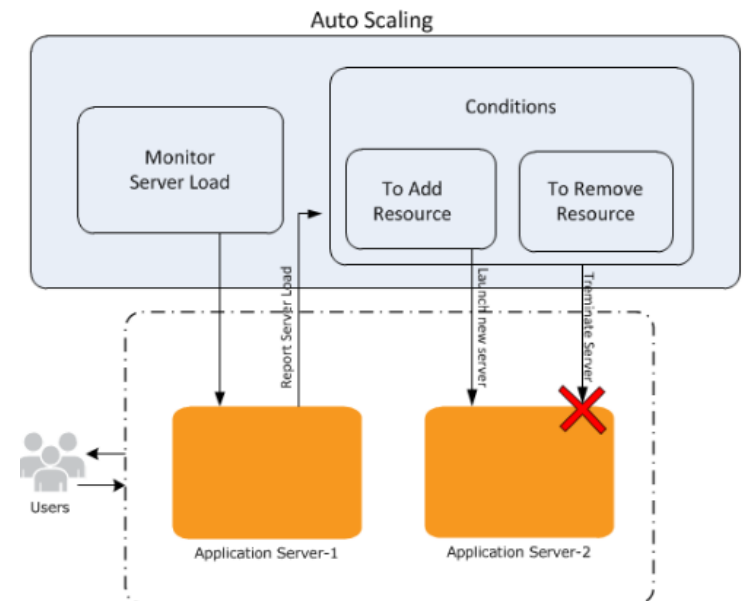 Auto Scaling
Conditions
Monitor
Server Load
To Add
Resource
To Remove
Resource
Report Server Load
Launch new server
Treminate Server
Users
Application Server-1
Application Server-2